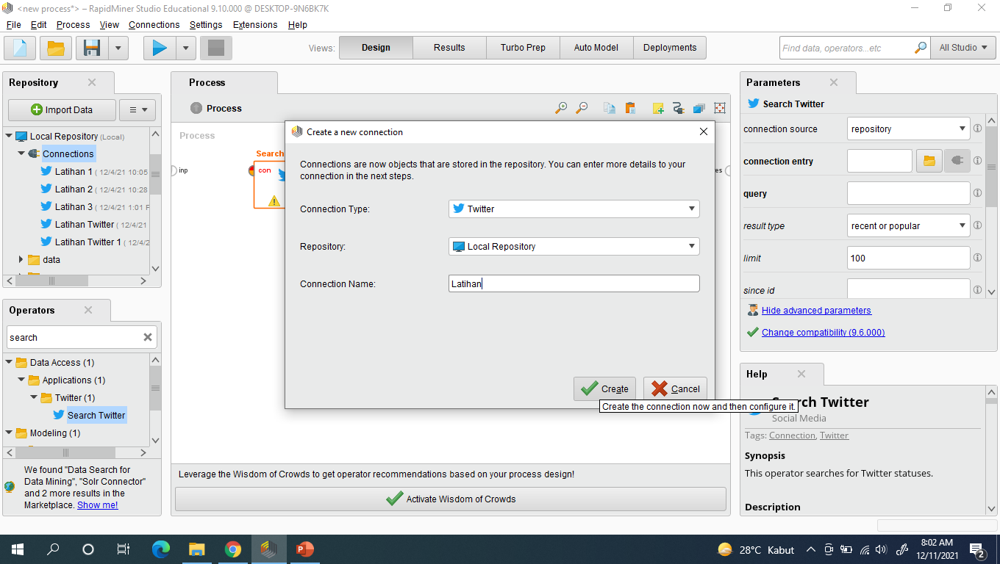 <new process*> – RapidMiner Studio Educational 9.10.000 @ DESKTOP-9N6BK7K
File Edit Process View Connections Settings Extensions Help
Views: Design Results Turbo Prep Auto Model Deployments
Find data, operators...etc
All Studio
Repository
Import Data
Local Repository (Local)
Connections
Latihan 1 ( 12/4/21 10:05
Latihan 2 ( 12/4/21 10:28
Latihan 3 ( 12/4/21 1:01 P
Latihan Twitter ( 12/4/21
Latihan Twitter 1 ( 12/4/2
data
Operators
search
Data Access (1)
Applications (1)
Twitter (1)
Search Twitter
Modeling (1)
We found "Data Search for
Data Mining", "Solr Connector"
and 2 more results in the
Marketplace. Show me!
Process
Process
Process
inp
Search
con
es
Create a new connection
Connections are now objects that are stored in the repository. You can enter more details to your
connection in the next steps.
Connection Type: Twitter
Repository: Local Repository
Connection Name: Latihan
Create Cancel
Create the connection now and then configure it.
Leverage the Wisdom of Crowds to get operator recommendations based on your process design!
Activate Wisdom of Crowds
Parameters
Search Twitter
connection source repository
connection entry
query
result type recent or popular
limit 100
since id
Hide advanced parameters
Change compatibility (9.6.000)
Help
Search Twitter
Social Media
Tags: Connection, Twitter
Synopsis
This operator searches for Twitter statuses.
Description
28°C Kabut
8:02 AM
12/11/2021
2